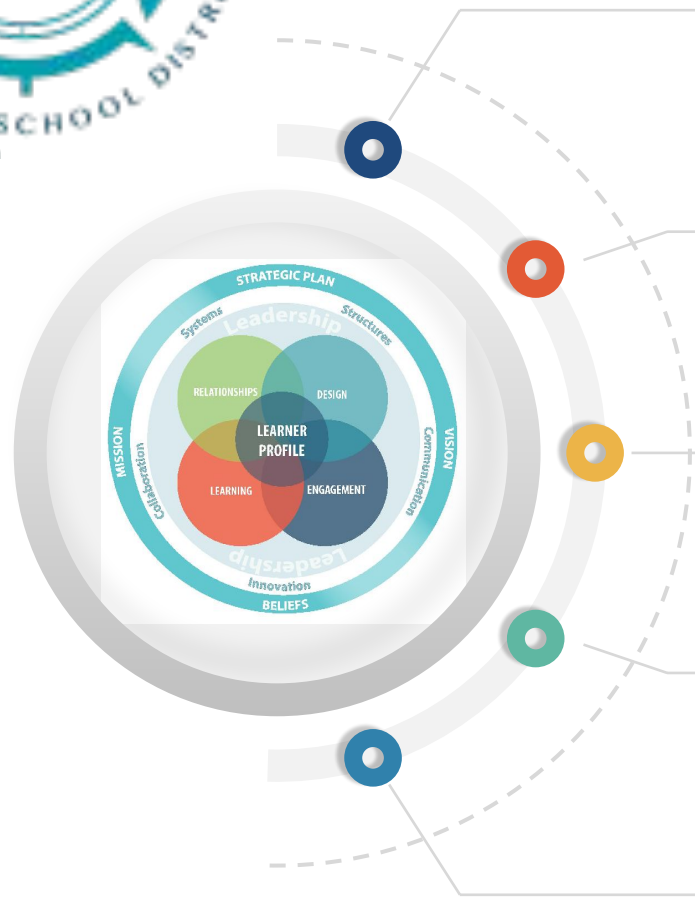 SCHOOL DISTR
STRATEGIC PLAN
Systems
Structures
Leadership
RELATIONSHIPS
DESIGN
MISSION
LEARNER
PROFILE
VISION
Collaboration
Communication
LEARNING
ENGAGEMENT
Leadership
Innovation
BELIEFS